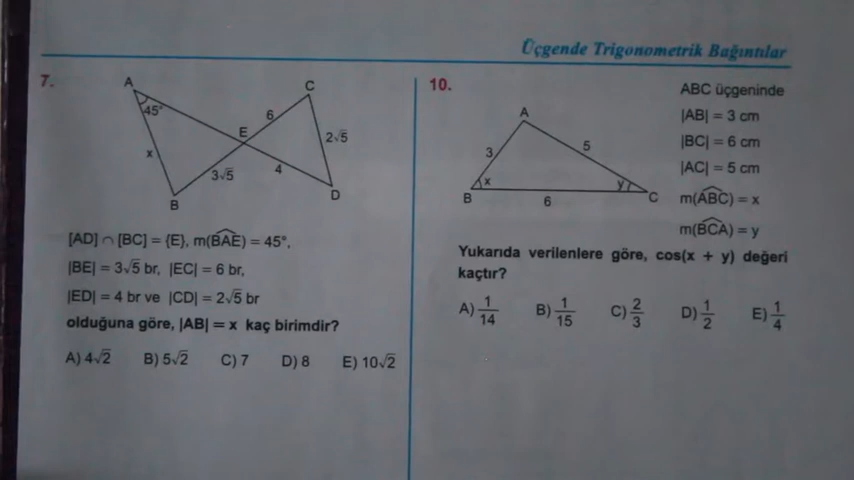 Üçgende Trigonometrik Bağıntılar
7.
A
45°
x
B
E
3√5
6
C
2√5
4
D
[AD] ∩ [BC] = {E}, m(BAE) = 45°,
|BE| = 3√5 br, |EC| = 6 br,
|ED| = 4 br ve |CD| = 2√5 br
olduğuna göre, |AB| = x kaç birimdir?
A) 4√2 B) 5√2 C) 7 D) 8 E) 10√2
10.
A
3
5
x
y
B
6
C
ABC üçgeninde
|AB| = 3 cm
|BC| = 6 cm
|AC| = 5 cm
m(ABC) = x
m(BCA) = y
Yukarıda verilenlere göre, cos(x + y) değeri
kaçtır?
A) 1/14 B) 1/15 C) 2/3 D) 1/2 E) 1/4